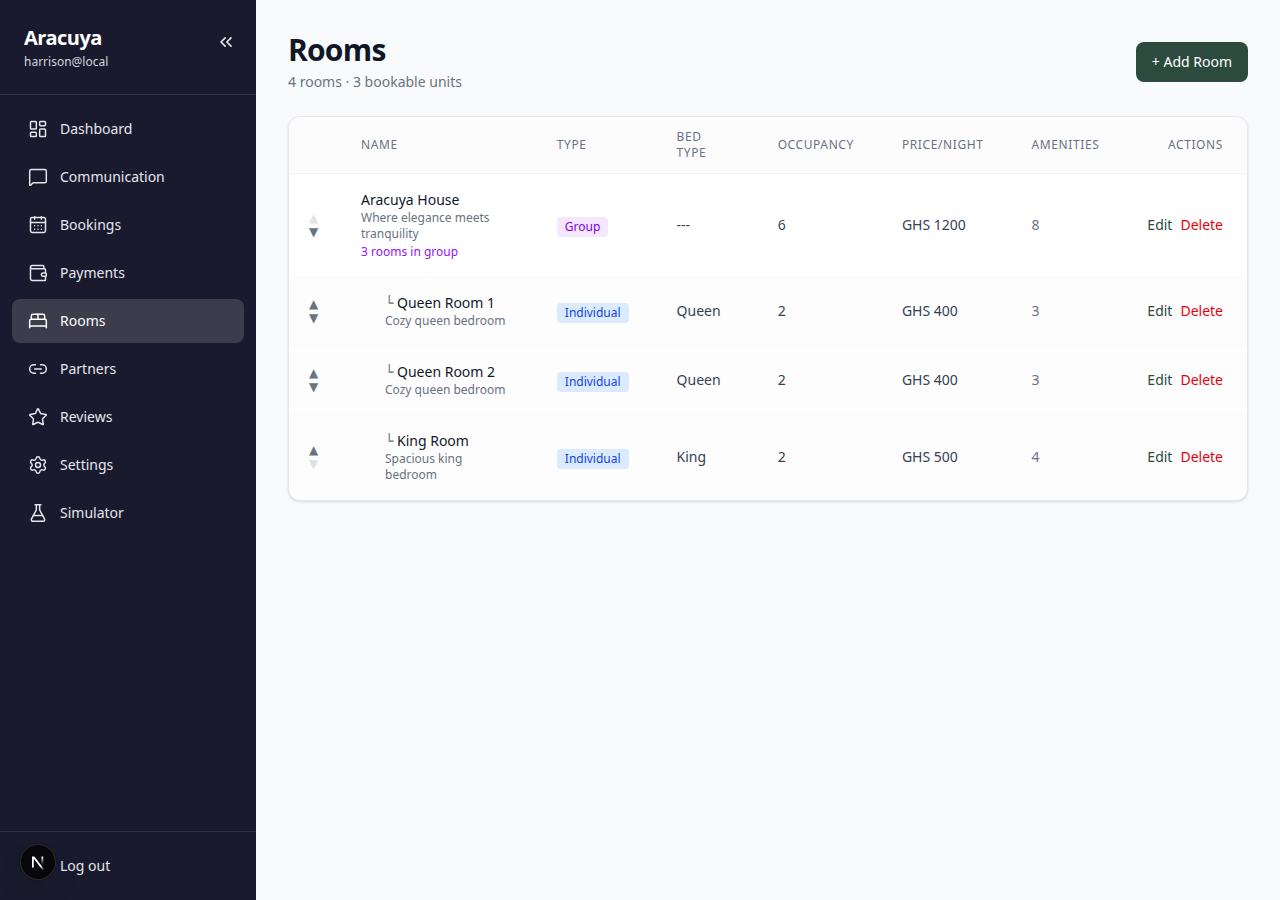 Aracuya
harrison@local
Dashboard
Communication
Bookings
Payments
Rooms
Partners
Reviews
Settings
Simulator
N
Log out
Rooms
4 rooms · 3 bookable units
+ Add Room
NAME TYPE BED TYPE OCCUPANCY PRICE/NIGHT AMENITIES ACTIONS
Aracuya House
Where elegance meets
tranquility
3 rooms in group
Group --- 6 GHS 1200 8 Edit Delete
└ Queen Room 1
Cozy queen bedroom
Individual Queen 2 GHS 400 3 Edit Delete
└ Queen Room 2
Cozy queen bedroom
Individual Queen 2 GHS 400 3 Edit Delete
└ King Room
Spacious king
bedroom
Individual King 2 GHS 500 4 Edit Delete